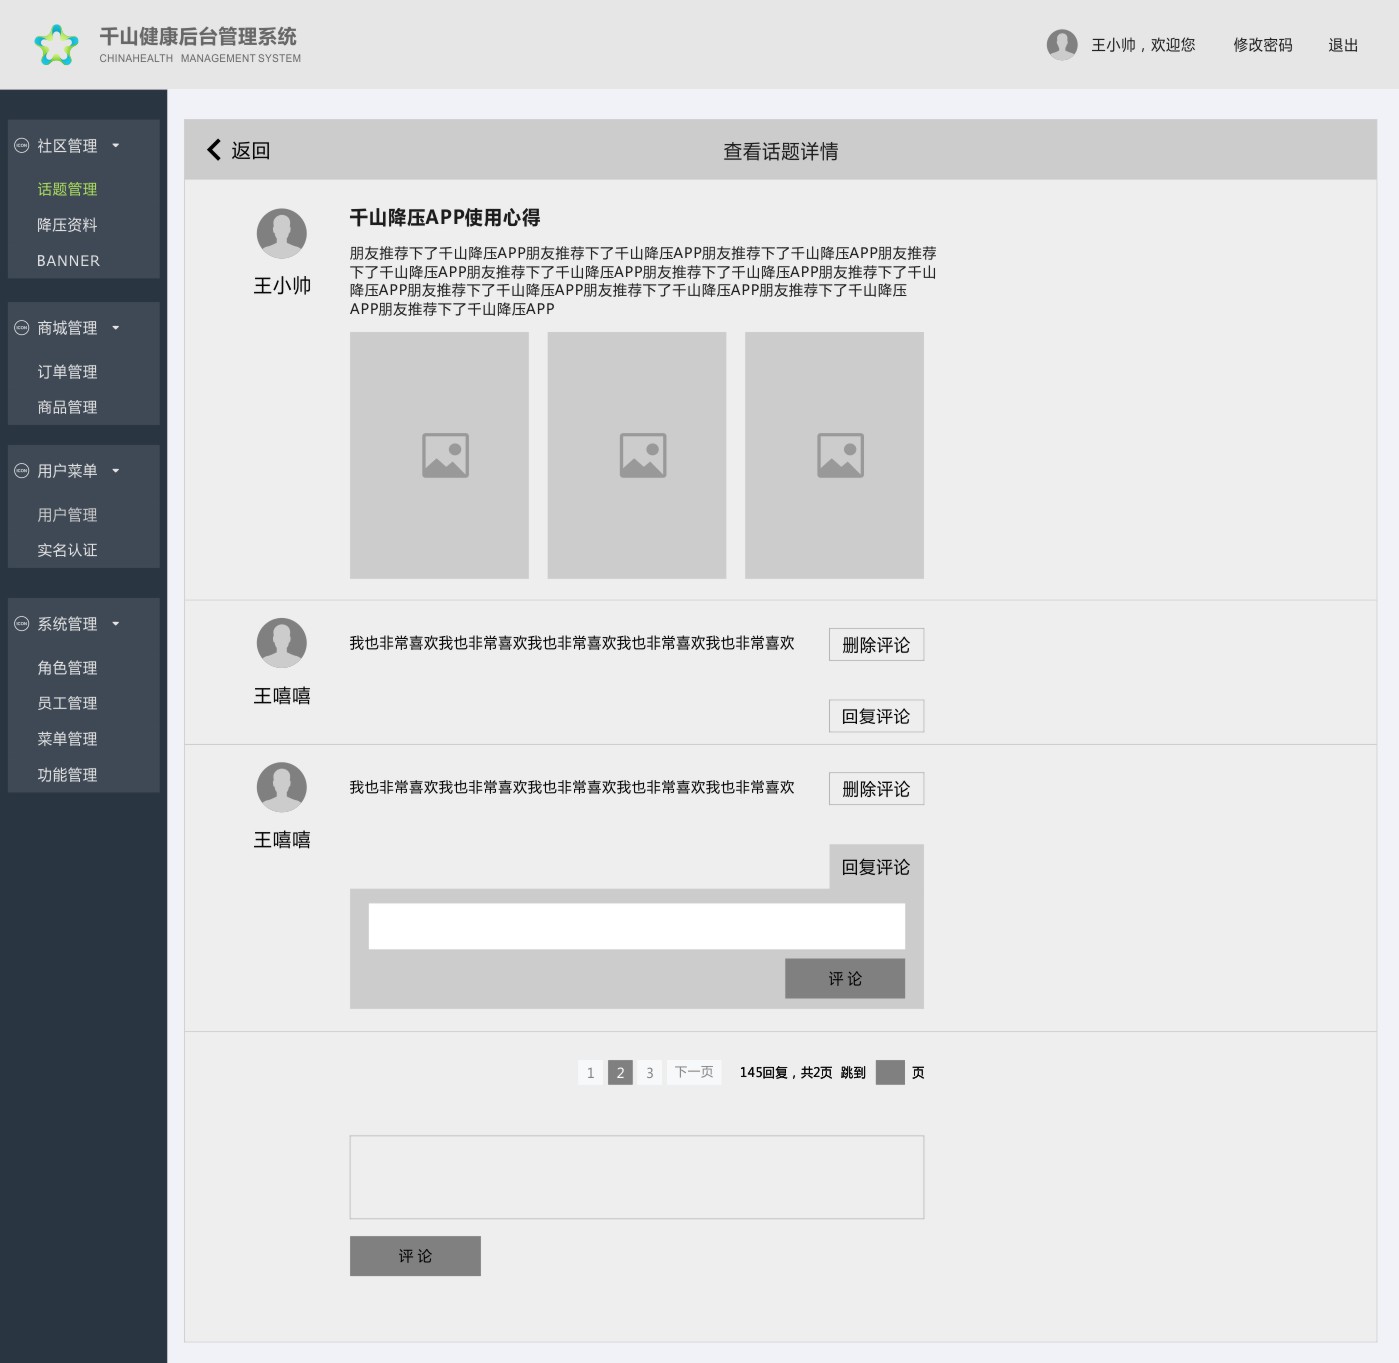 千山健康后台管理系统
CHINAHEALTH MANAGEMENT SYSTEM
王小帅，欢迎您
修改密码
退出
社区管理
话题管理
降压资料
BANNER
商城管理
订单管理
商品管理
用户菜单
用户管理
实名认证
系统管理
角色管理
员工管理
菜单管理
功能管理
返回
查看话题详情
王小帅
千山降压APP使用心得
朋友推荐下了千山降压APP朋友推荐下了千山降压APP朋友推荐下了千山降压APP朋友推荐
下了千山降压APP朋友推荐下了千山降压APP朋友推荐下了千山降压APP朋友推荐下了千山
降压APP朋友推荐下了千山降压APP朋友推荐下了千山降压APP朋友推荐下了千山降压
APP朋友推荐下了千山降压APP
王嘻嘻
我也非常喜欢我也非常喜欢我也非常喜欢我也非常喜欢我也非常喜欢
删除评论
回复评论
王嘻嘻
我也非常喜欢我也非常喜欢我也非常喜欢我也非常喜欢我也非常喜欢
删除评论
回复评论
评 论
1 2 3 下一页 145回复，共2页 跳到 页
评 论